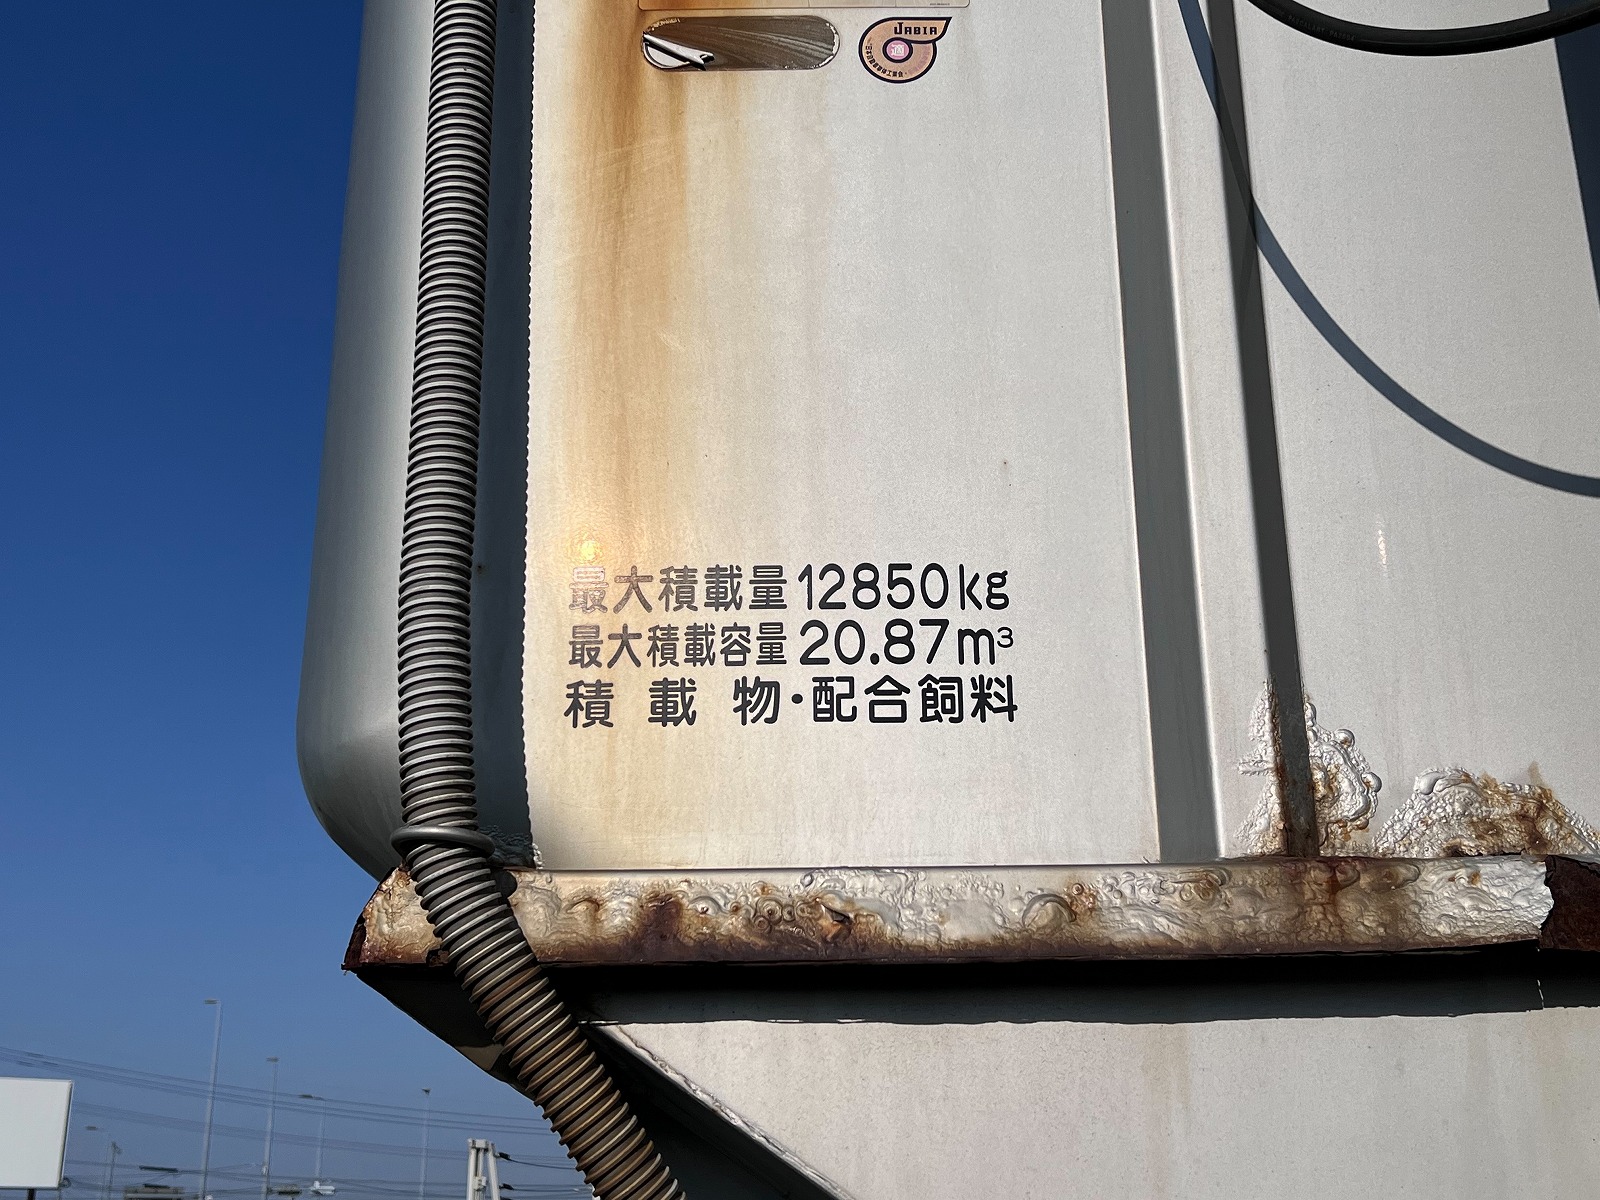 JABIA
適
最大積載量12850kg
最大積載容量20.87m³
積 載 物・配合飼料